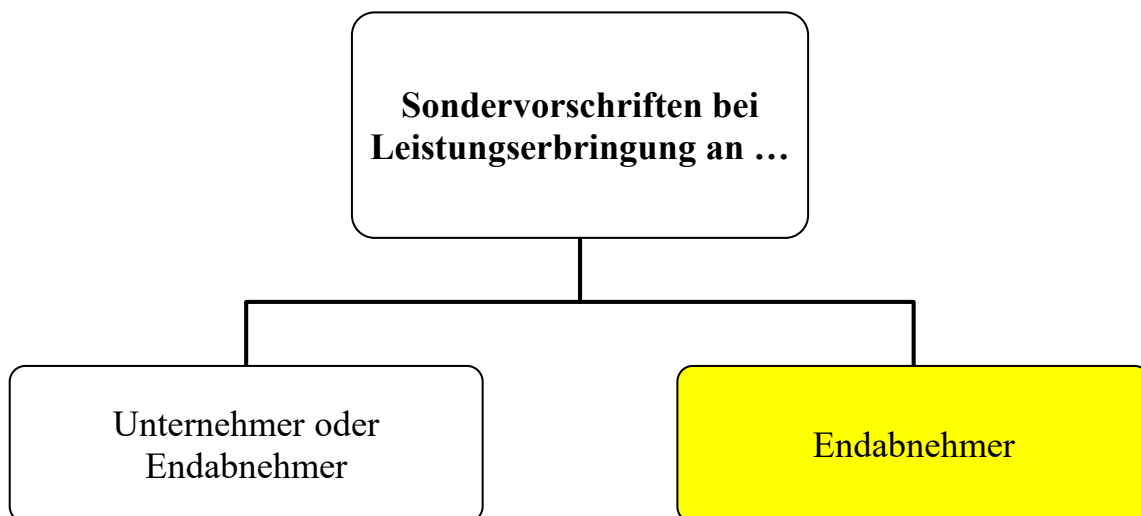 Sondervorschriften bei
Leistungserbringung an …
Unternehmer oder
Endabnehmer
Endabnehmer